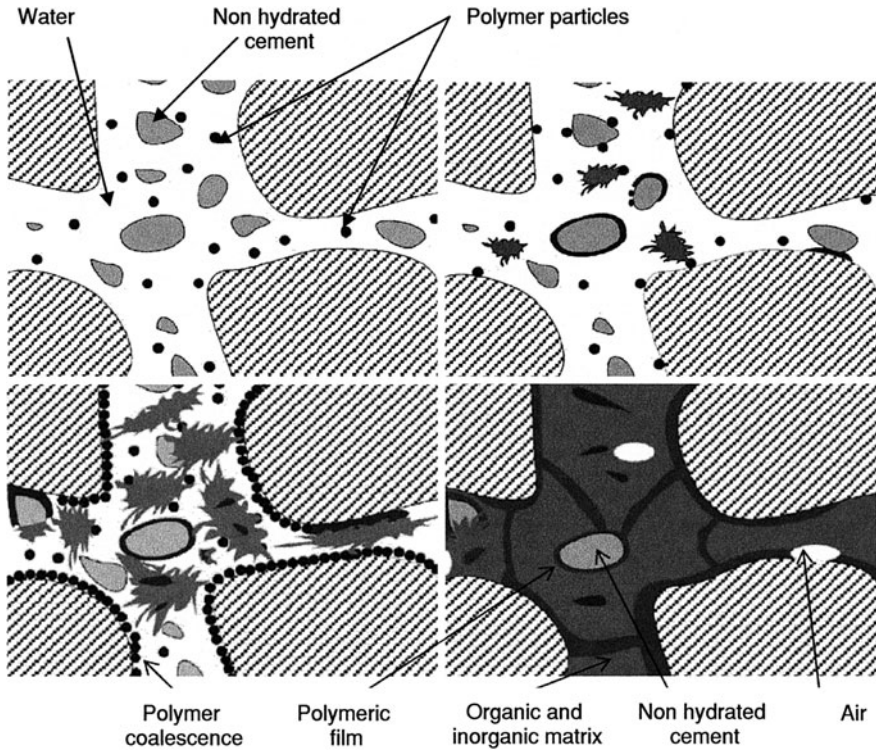 Water
Non hydrated
cement
Polymer particles
Polymer
coalescence
Polymeric
film
Organic and
inorganic matrix
Non hydrated
cement
Air